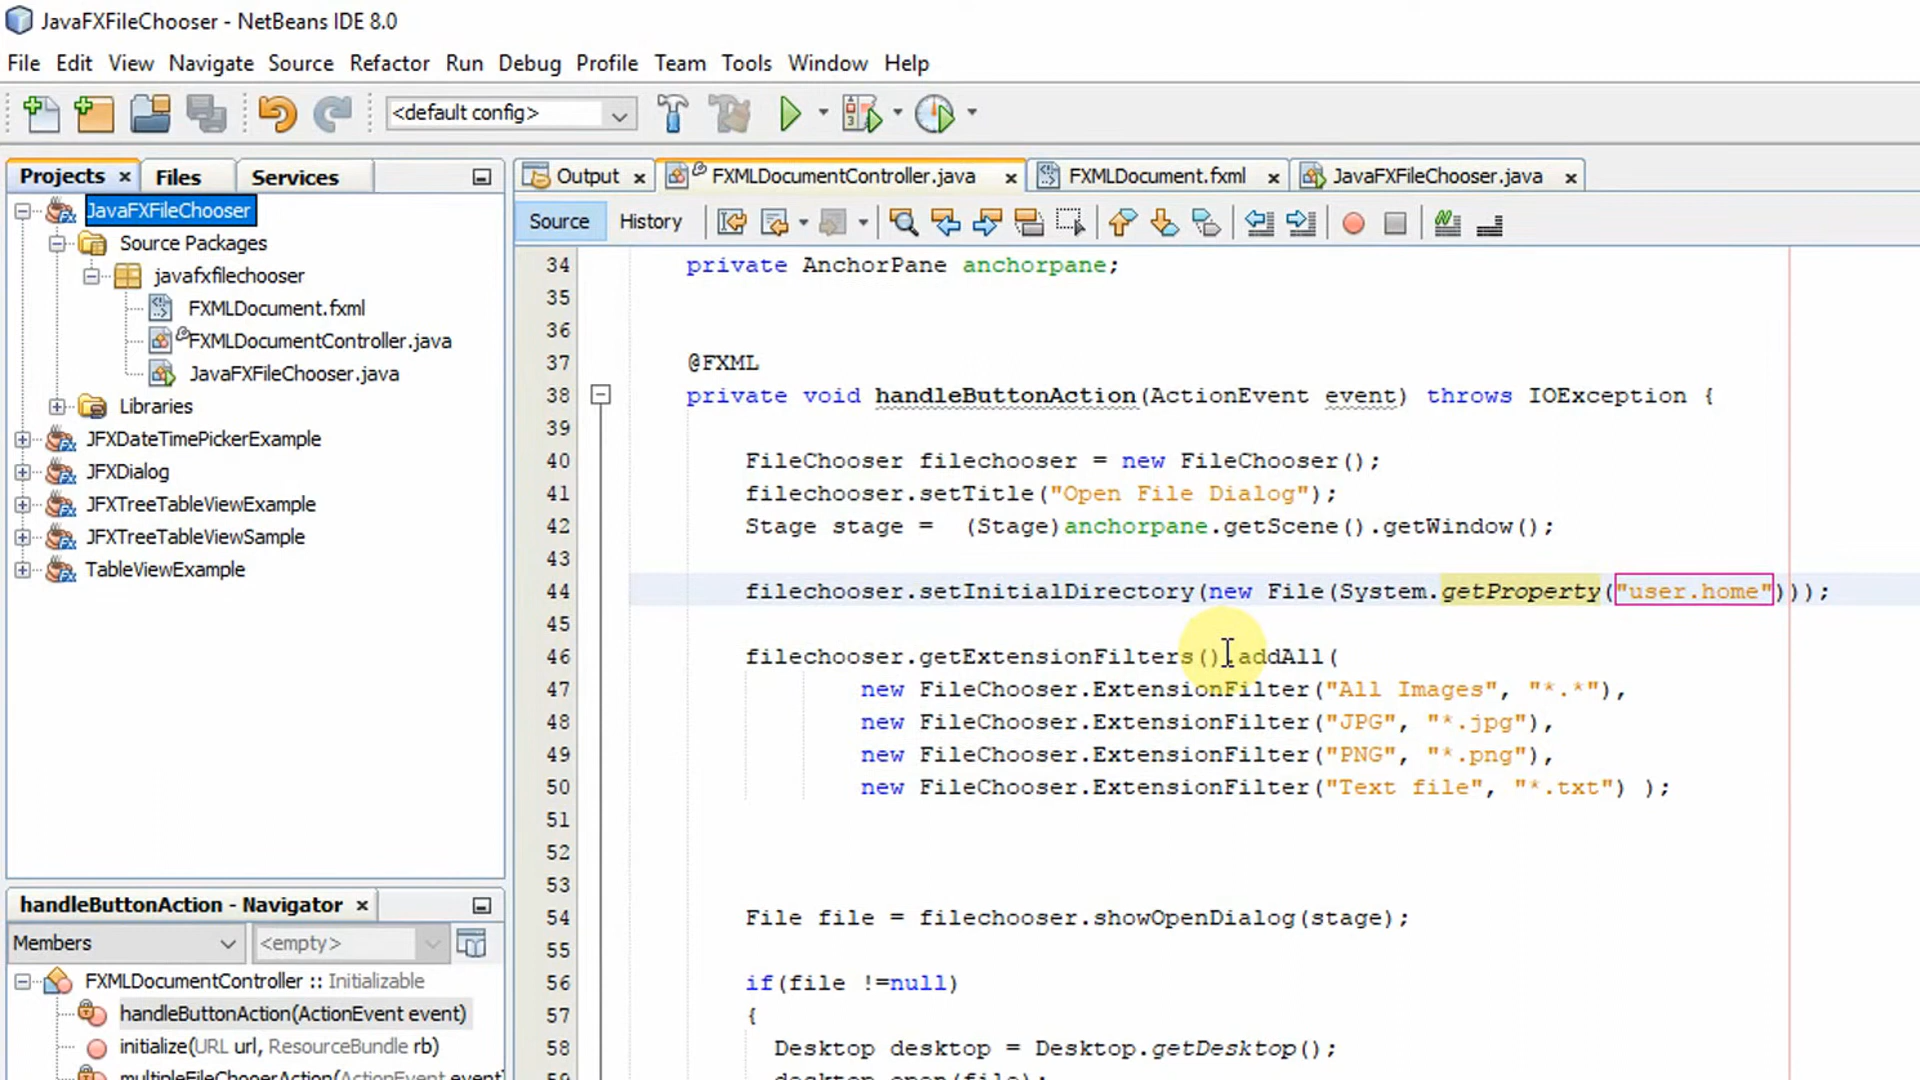 JavaFXFileChooser - NetBeans IDE 8.0
File Edit View Navigate Source Refactor Run Debug Profile Team Tools Window Help
<default config>
Projects × Files Services
Output × FXMLDocumentController.java × FXMLDocument.fxml × JavaFXFileChooser.java ×
Source History
JavaFXFileChooser
Source Packages
javafxfilechooser
FXMLDocument.fxml
FXMLDocumentController.java
JavaFXFileChooser.java
Libraries
JFXDateTimePickerExample
JFXDialog
JFXTreeTableViewExample
JFXTreeTableViewSample
TableViewExample
handleButtonAction - Navigator ×
Members <empty>
FXMLDocumentController :: Initializable
handleButtonAction(ActionEvent event)
initialize(URL url, ResourceBundle rb)
multipleFileChooserAction(ActionEvent event)
34 private AnchorPane anchorpane;
35
36
37 @FXML
38 private void handleButtonAction(ActionEvent event) throws IOException {
39
40 FileChooser filechooser = new FileChooser();
41 filechooser.setTitle("Open File Dialog");
42 Stage stage = (Stage)anchorpane.getScene().getWindow();
43
44 filechooser.setInitialDirectory(new File(System.getProperty("user.home")));
45
46 filechooser.getExtensionFilters().addAll(
47 new FileChooser.ExtensionFilter("All Images", "*.*"),
48 new FileChooser.ExtensionFilter("JPG", "*.jpg"),
49 new FileChooser.ExtensionFilter("PNG", "*.png"),
50 new FileChooser.ExtensionFilter("Text file", "*.txt") );
51
52
53
54 File file = filechooser.showOpenDialog(stage);
55
56 if(file !=null)
57 {
58 Desktop desktop = Desktop.getDesktop();
59 desktop.open(file);